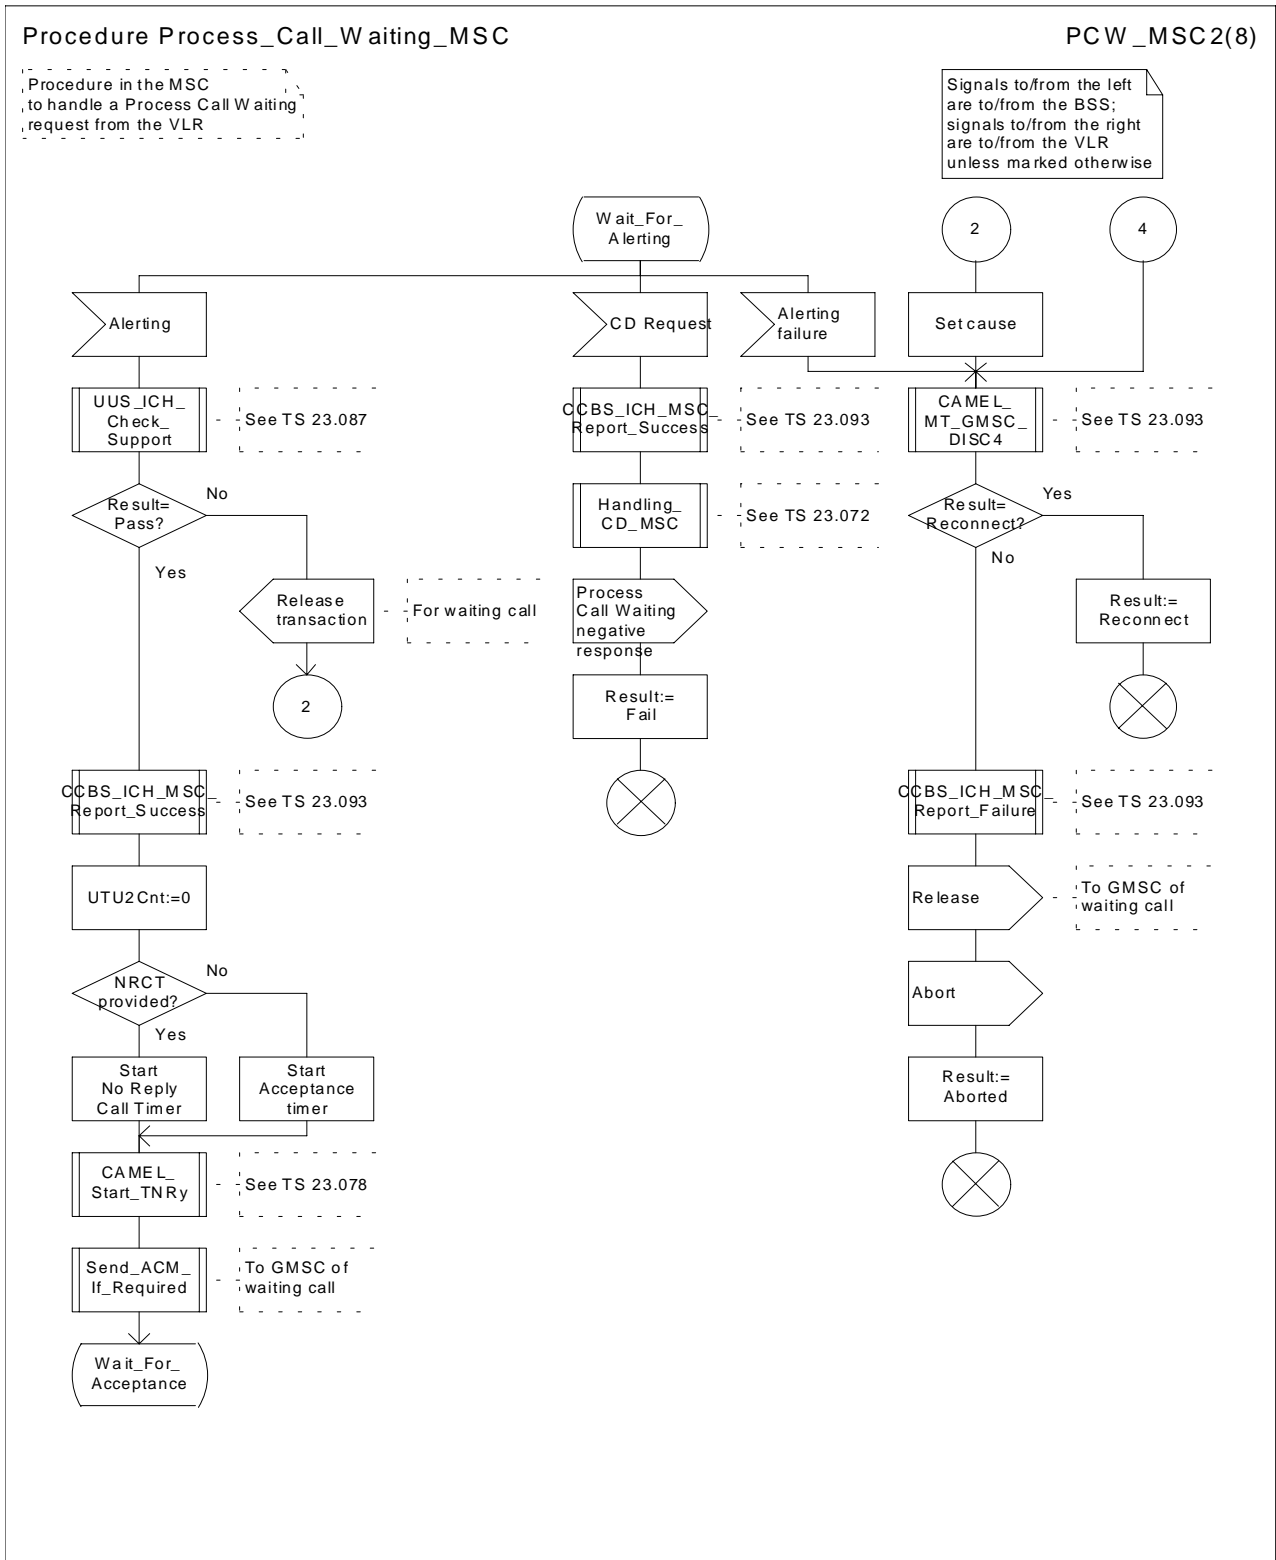 Procedure Process_Call_Waiting_MSC
PCW_MSC2(8)
Procedure in the MSC
to handle a Process Call Waiting
request from the VLR
Signals to/from the left
are to/from the BSS;
signals to/from the right
are to/from the VLR
unless marked otherwise
Wait_For_
Alerting
2
4
Alerting
CD Request
Alerting
failure
Set cause
UUS_ICH_
Check_
Support
See TS 23.087
CCBS_ICH_MSC_
Report_Success
See TS 23.093
CAMEL_
MT_GMSC_
DISC4
See TS 23.093
Result=
Pass?
No
Yes
Handling_
CD_MSC
See TS 23.072
Result=
Reconnect?
Yes
No
Release
transaction
For waiting call
Process
Call Waiting
negative
response
Result:=
Reconnect
2
Result:=
Fail
CCBS_ICH_MSC_
Report_Success
See TS 23.093
CCBS_ICH_MSC_
Report_Failure
See TS 23.093
UTU2Cnt:=0
Release
To GMSC of
waiting call
NRCT
provided?
No
Yes
Abort
Start
No Reply
Call Timer
Start
Acceptance
timer
Result:=
Aborted
CAMEL_
Start_TNRy
See TS 23.078
Send_ACM_
If_Required
To GMSC of
waiting call
Wait_For_
Acceptance